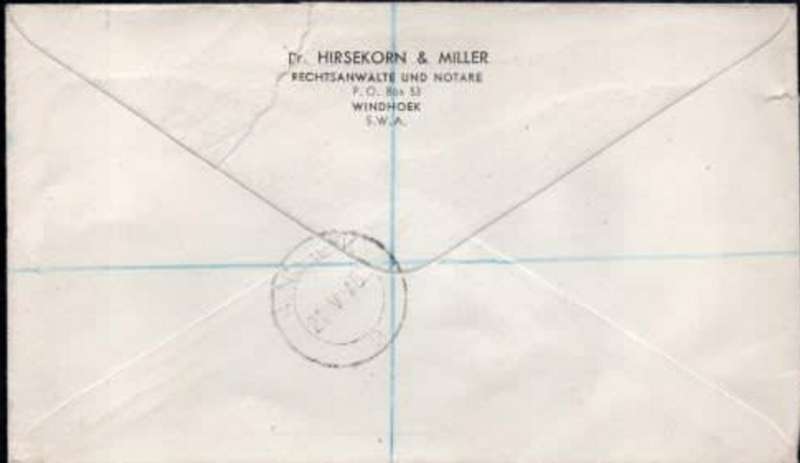 Dr. HIRSEKORN & MILLER
RECHTSANWÄLTE UND NOTARE
P.O. Box 53
WINDHOEK
S.W.A.